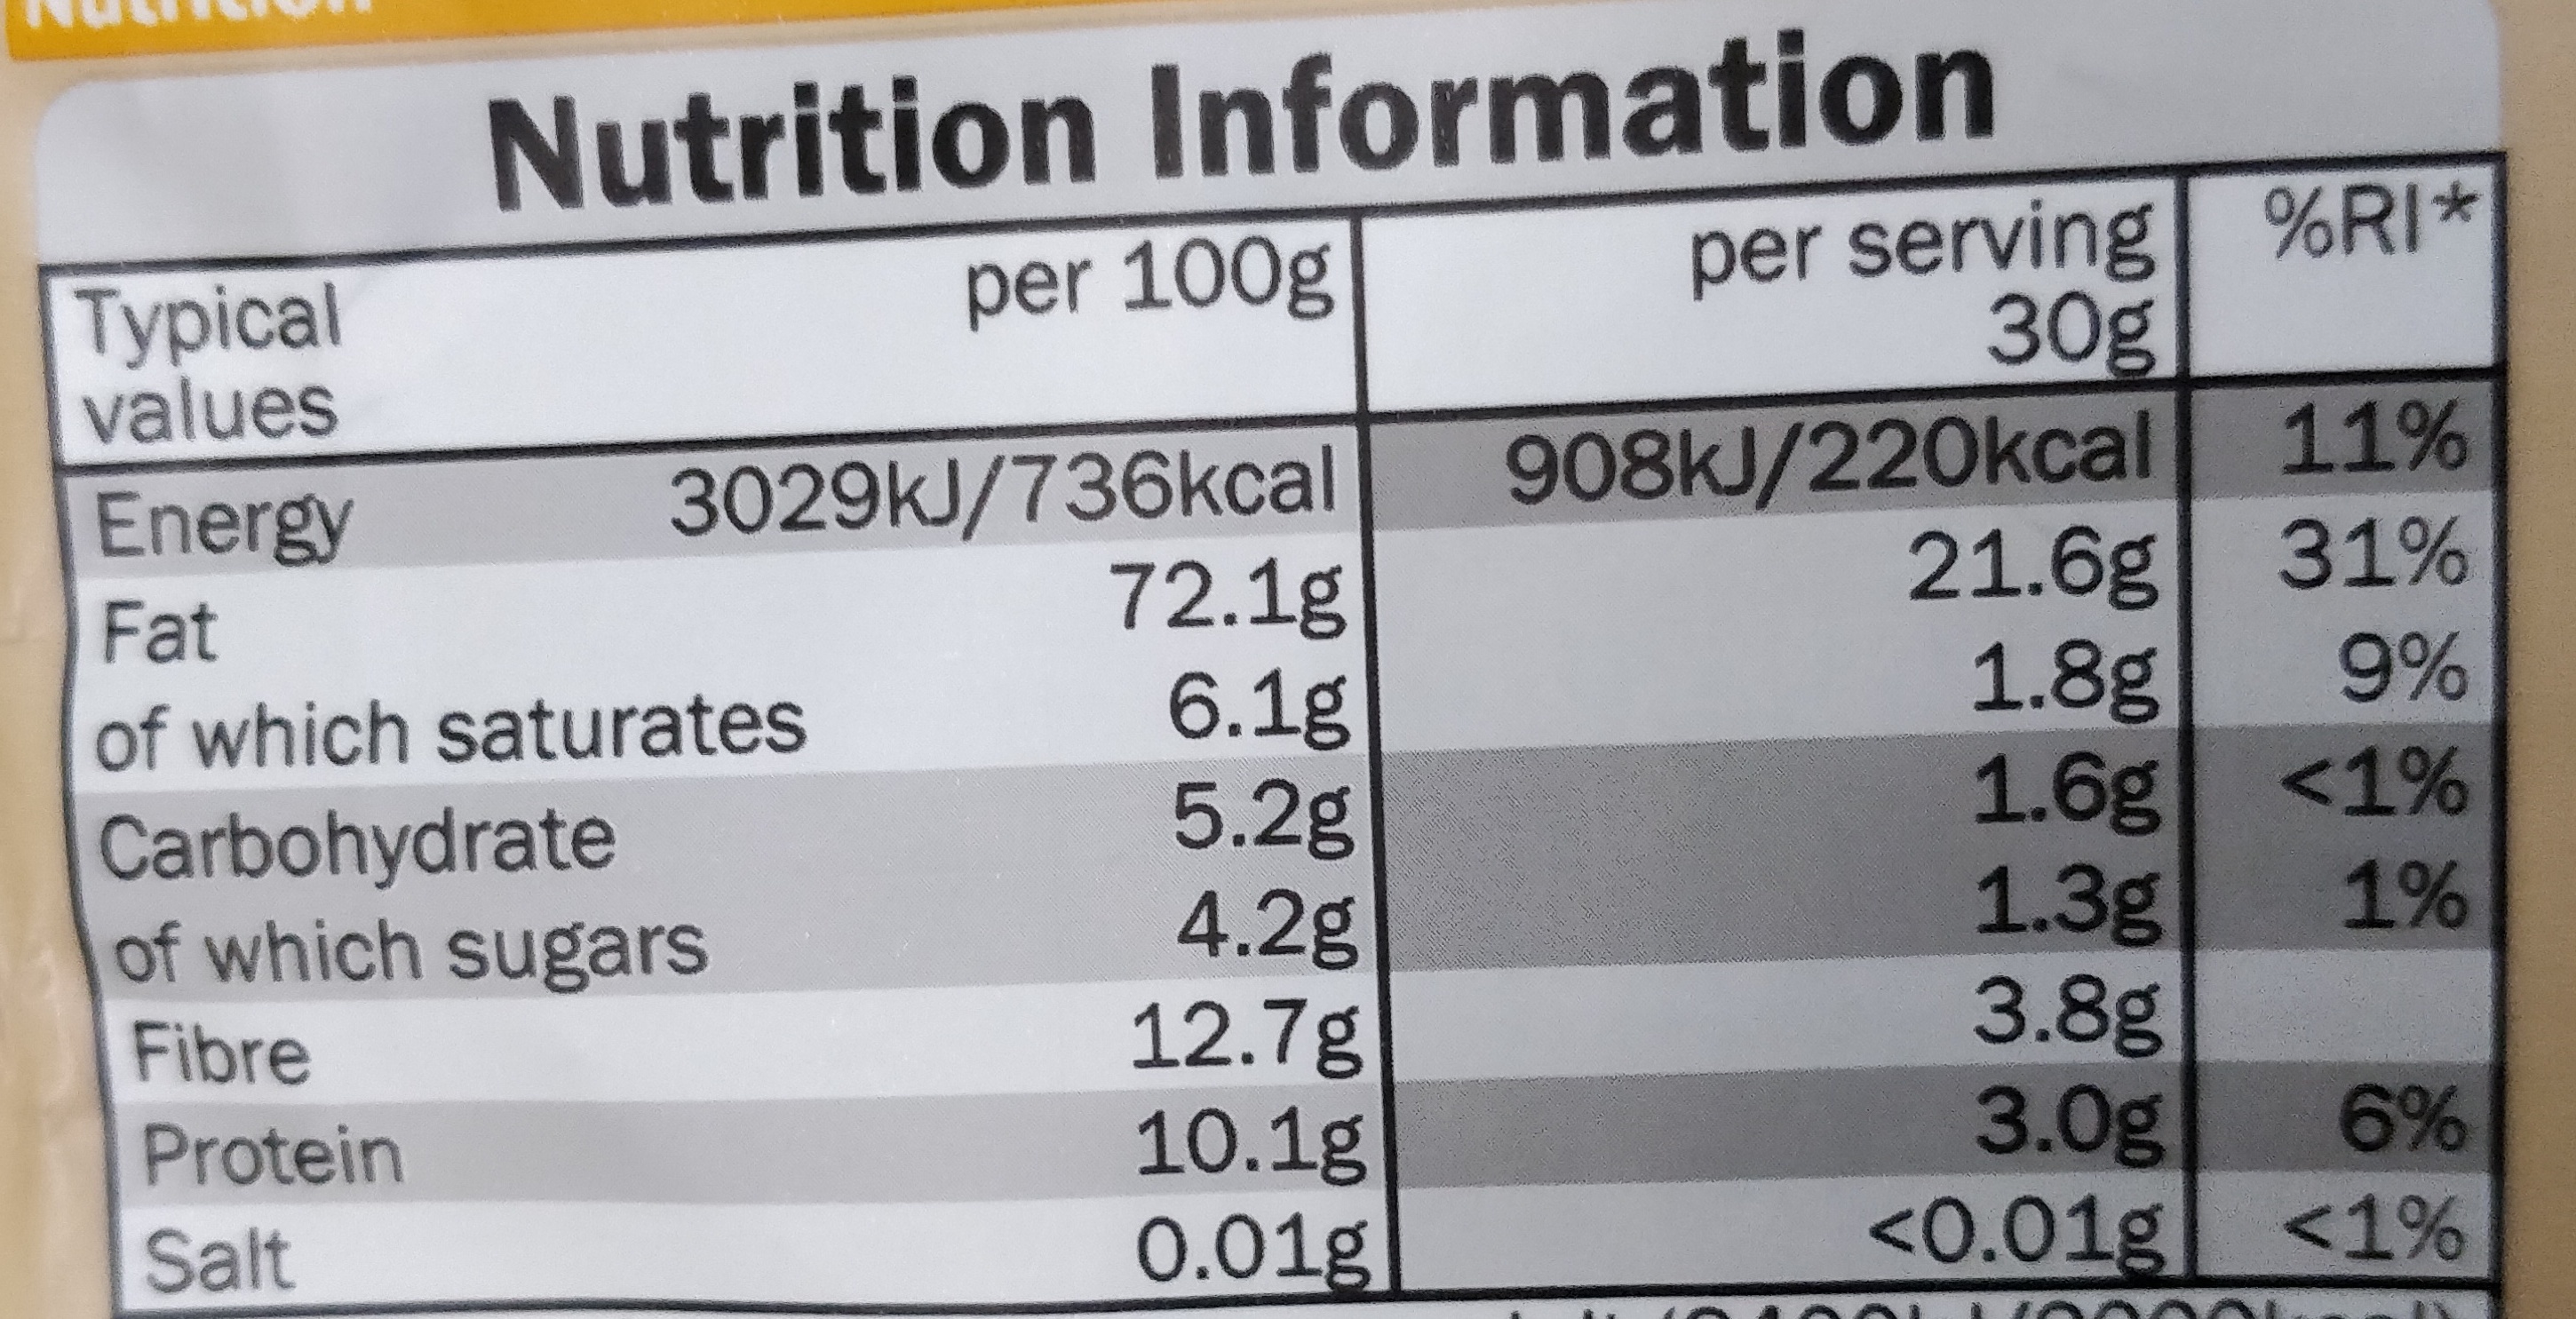 Nutrition
Nutrition Information
Typical values per 100g per serving 30g %RI*
Energy 3029kJ/736kcal 908kJ/220kcal 11%
Fat 72.1g 21.6g 31%
of which saturates 6.1g 1.8g 9%
Carbohydrate 5.2g 1.6g <1%
of which sugars 4.2g 1.3g 1%
Fibre 12.7g 3.8g
Protein 10.1g 3.0g 6%
Salt 0.01g <0.01g <1%